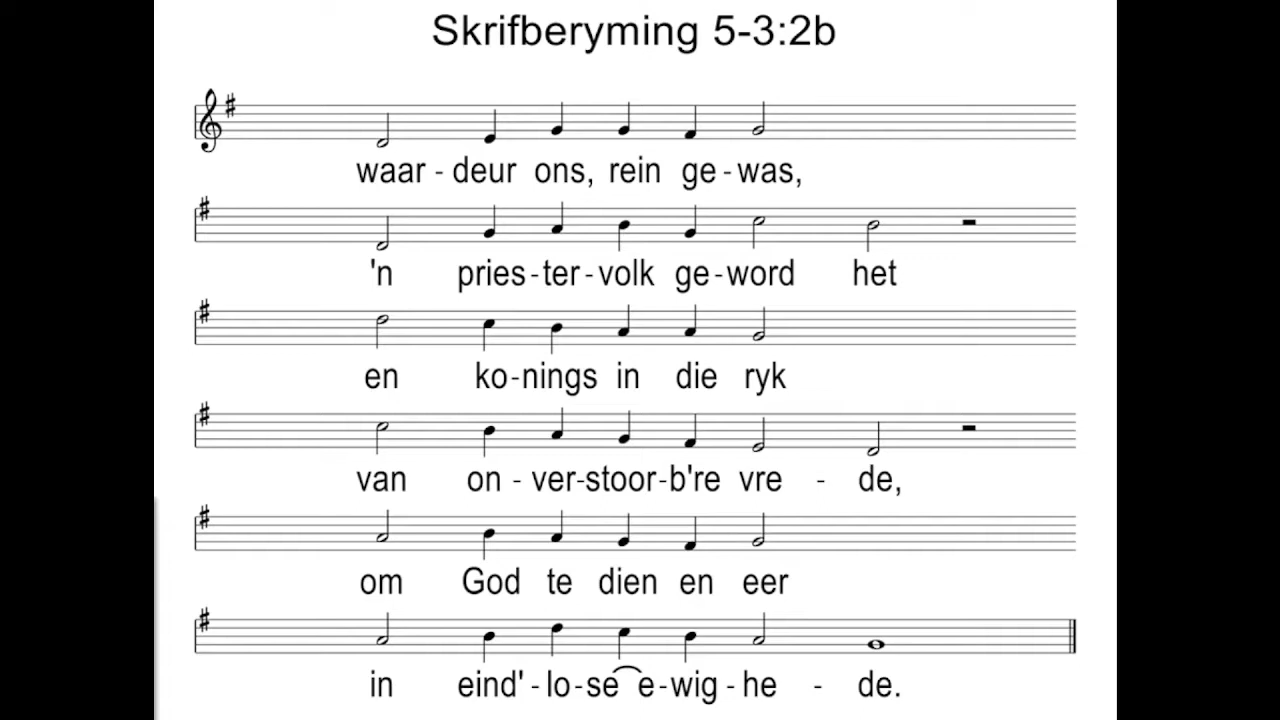 Skrifberyming 5-3:2b
waar - deur ons, rein ge - was,
'n pries - ter - volk ge - word het
en ko - nings in die ryk
van on - ver - stoor - b're vre - de,
om God te dien en eer
in eind' - lo - se e - wig - he - de.